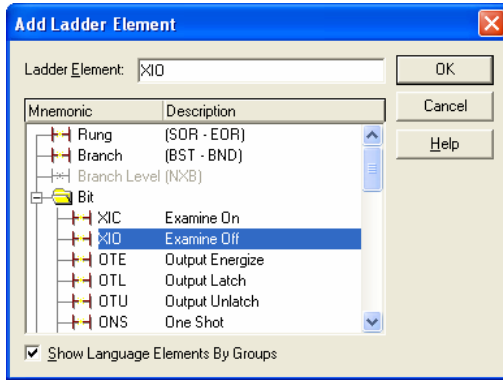 Add Ladder Element
Ladder Element: XIO
OK
Cancel
Help
Mnemonic Description
Rung (SOR - EOR)
Branch (BST - BND)
Branch Level (NXB)
Bit
XIC Examine On
XIO Examine Off
OTE Output Energize
OTL Output Latch
OTU Output Unlatch
ONS One Shot
Show Language Elements By Groups